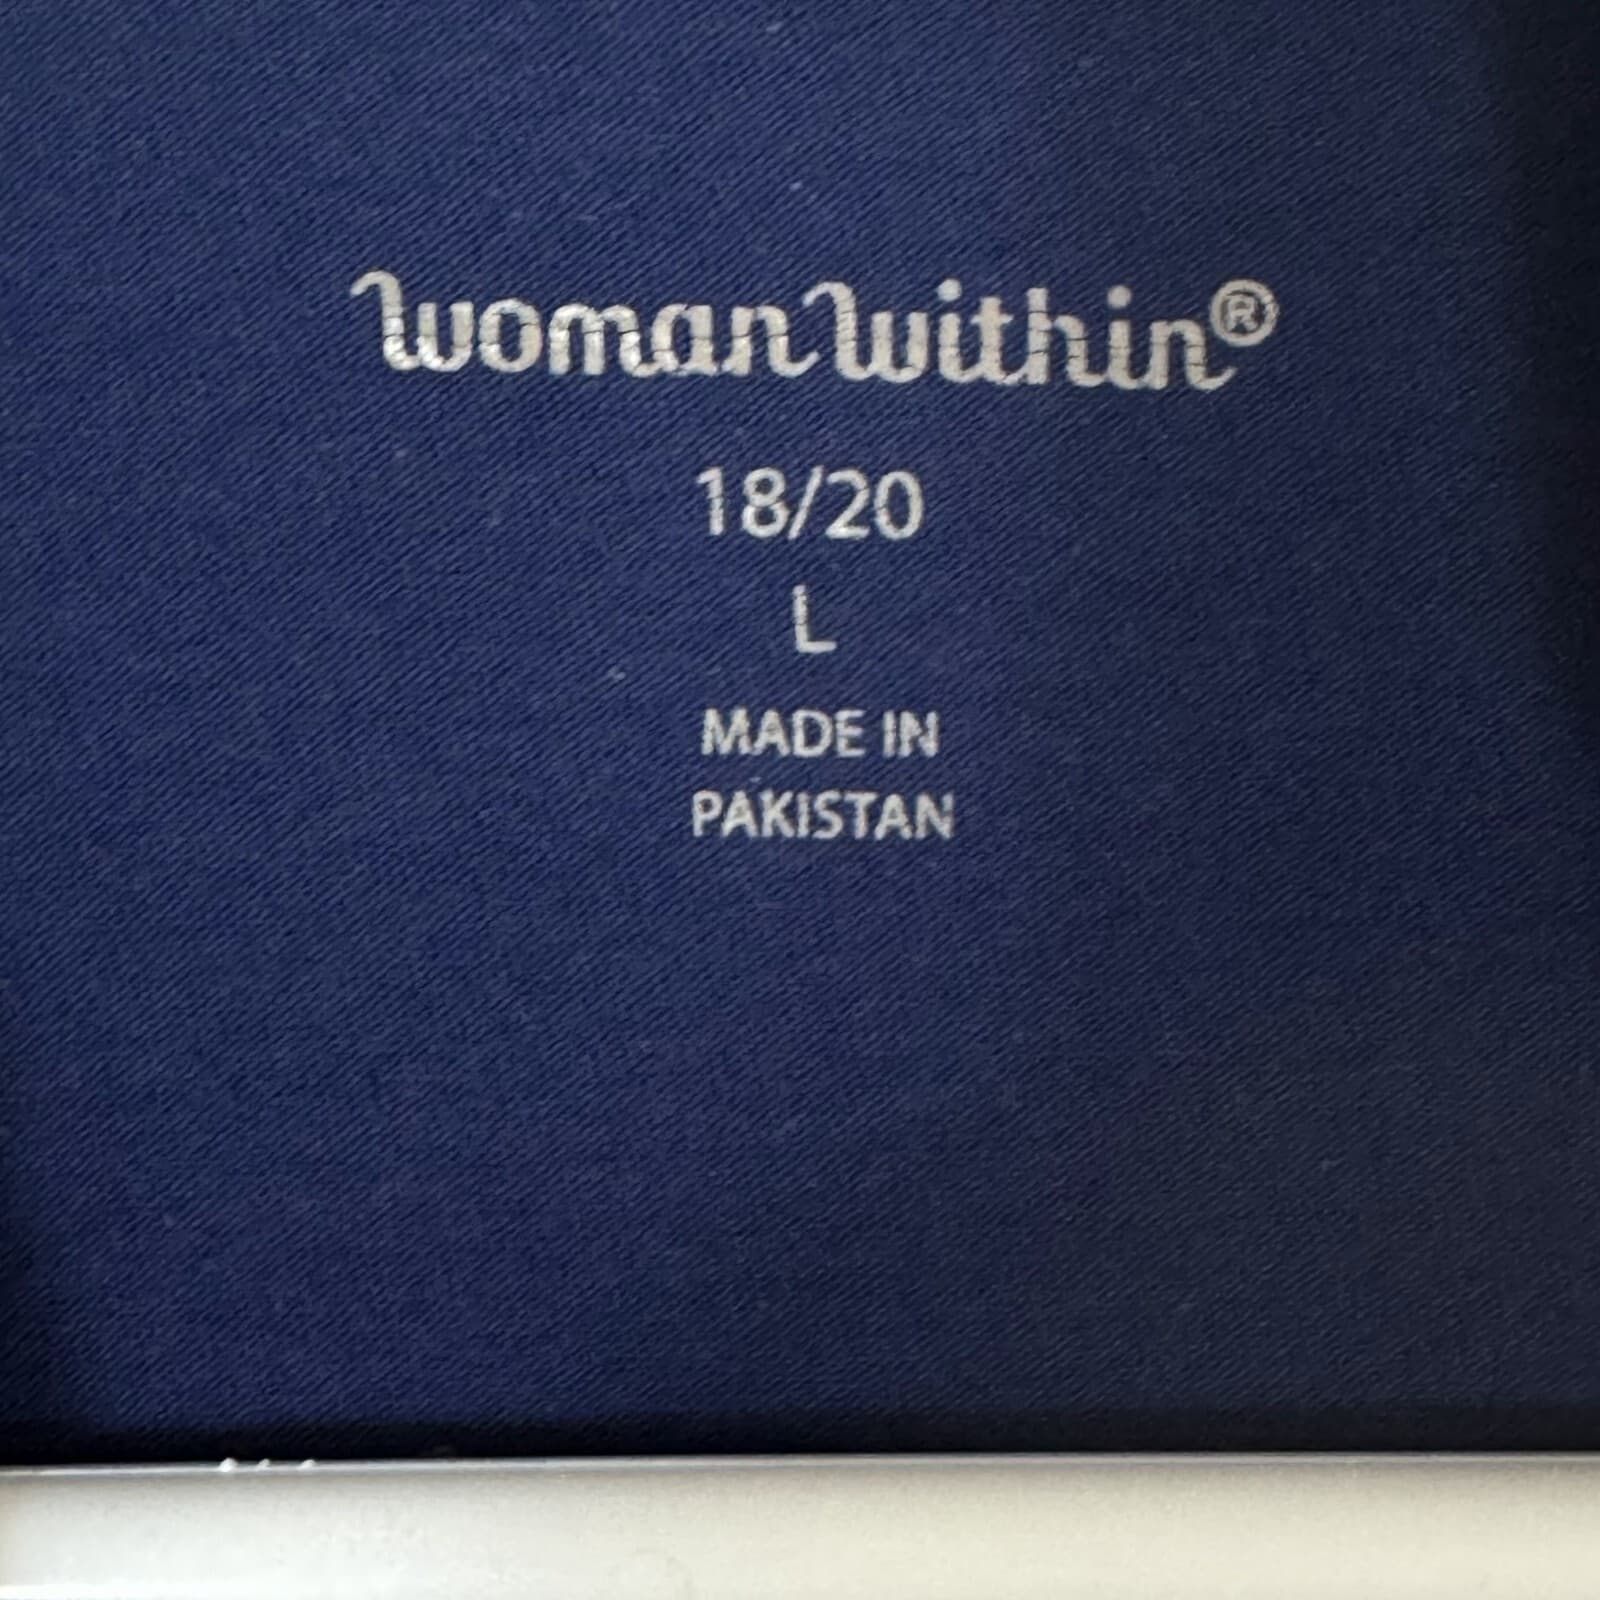 woman within®
18/20
L
MADE IN
PAKISTAN